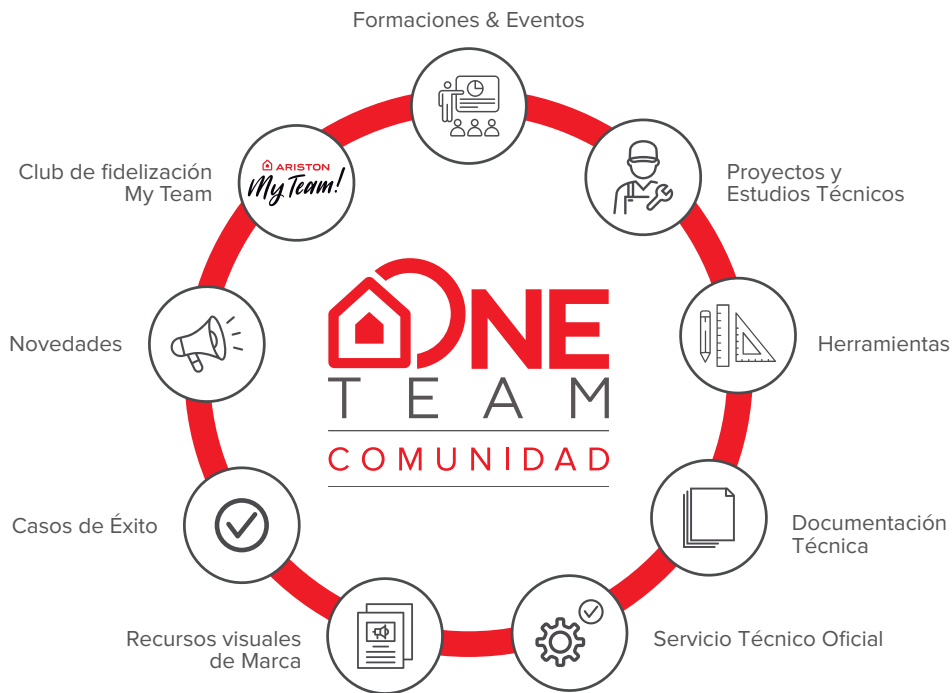 Formaciones & Eventos
Proyectos y
Estudios Técnicos
Herramientas
Documentación
Técnica
Servicio Técnico Oficial
Recursos visuales
de Marca
Casos de Éxito
Novedades
Club de fidelización
My Team
ARISTON
My Team!
ONE
TEAM
COMUNIDAD